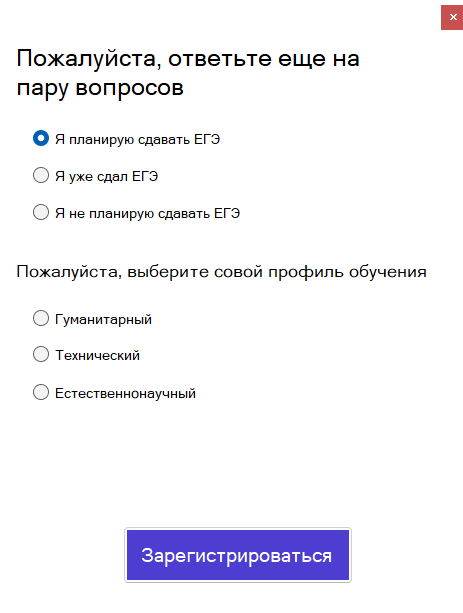 Пожалуйста, ответьте еще на
пару вопросов
Я планирую сдавать ЕГЭ
Я уже сдал ЕГЭ
Я не планирую сдавать ЕГЭ
Пожалуйста, выберите совой профиль обучения
Гуманитарный
Технический
Естественнонаучный
Зарегистрироваться